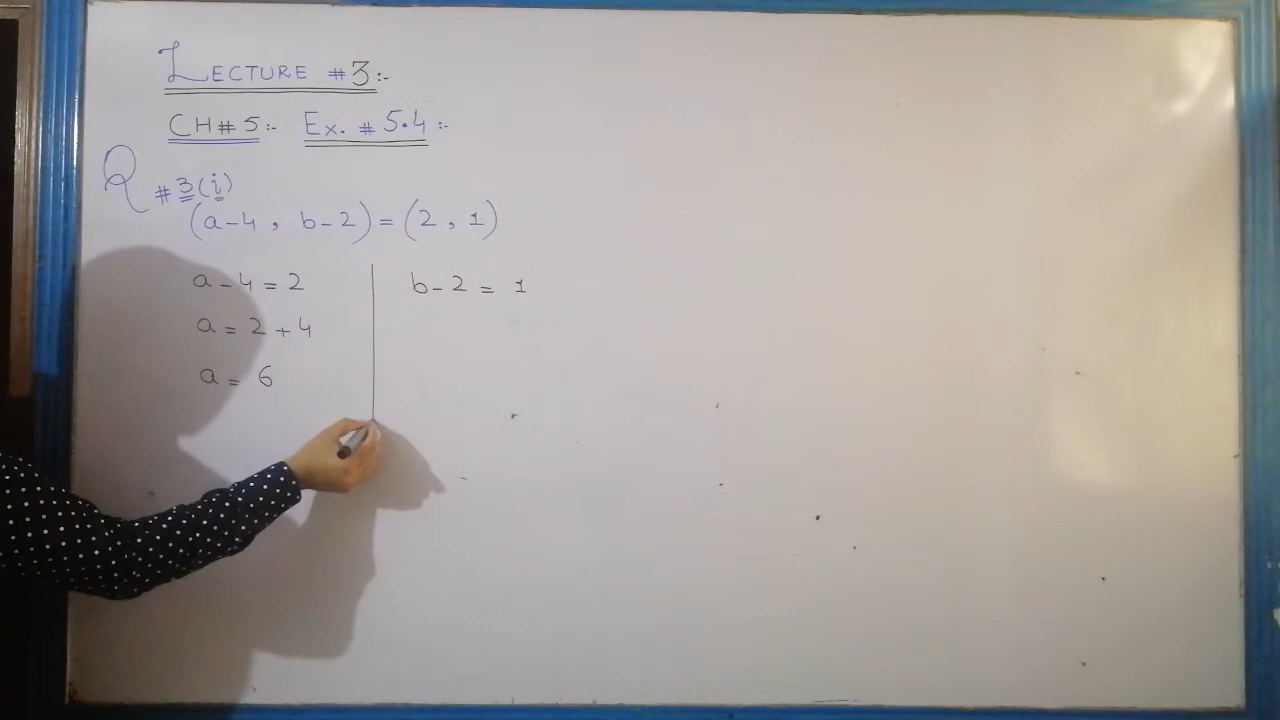 LECTURE #3:-
CH#5:- Ex. # 5.4:-
Q #3(i)
(a-4, b-2)=(2, 1)
a-4=2
a=2+4
a=6
b-2=1